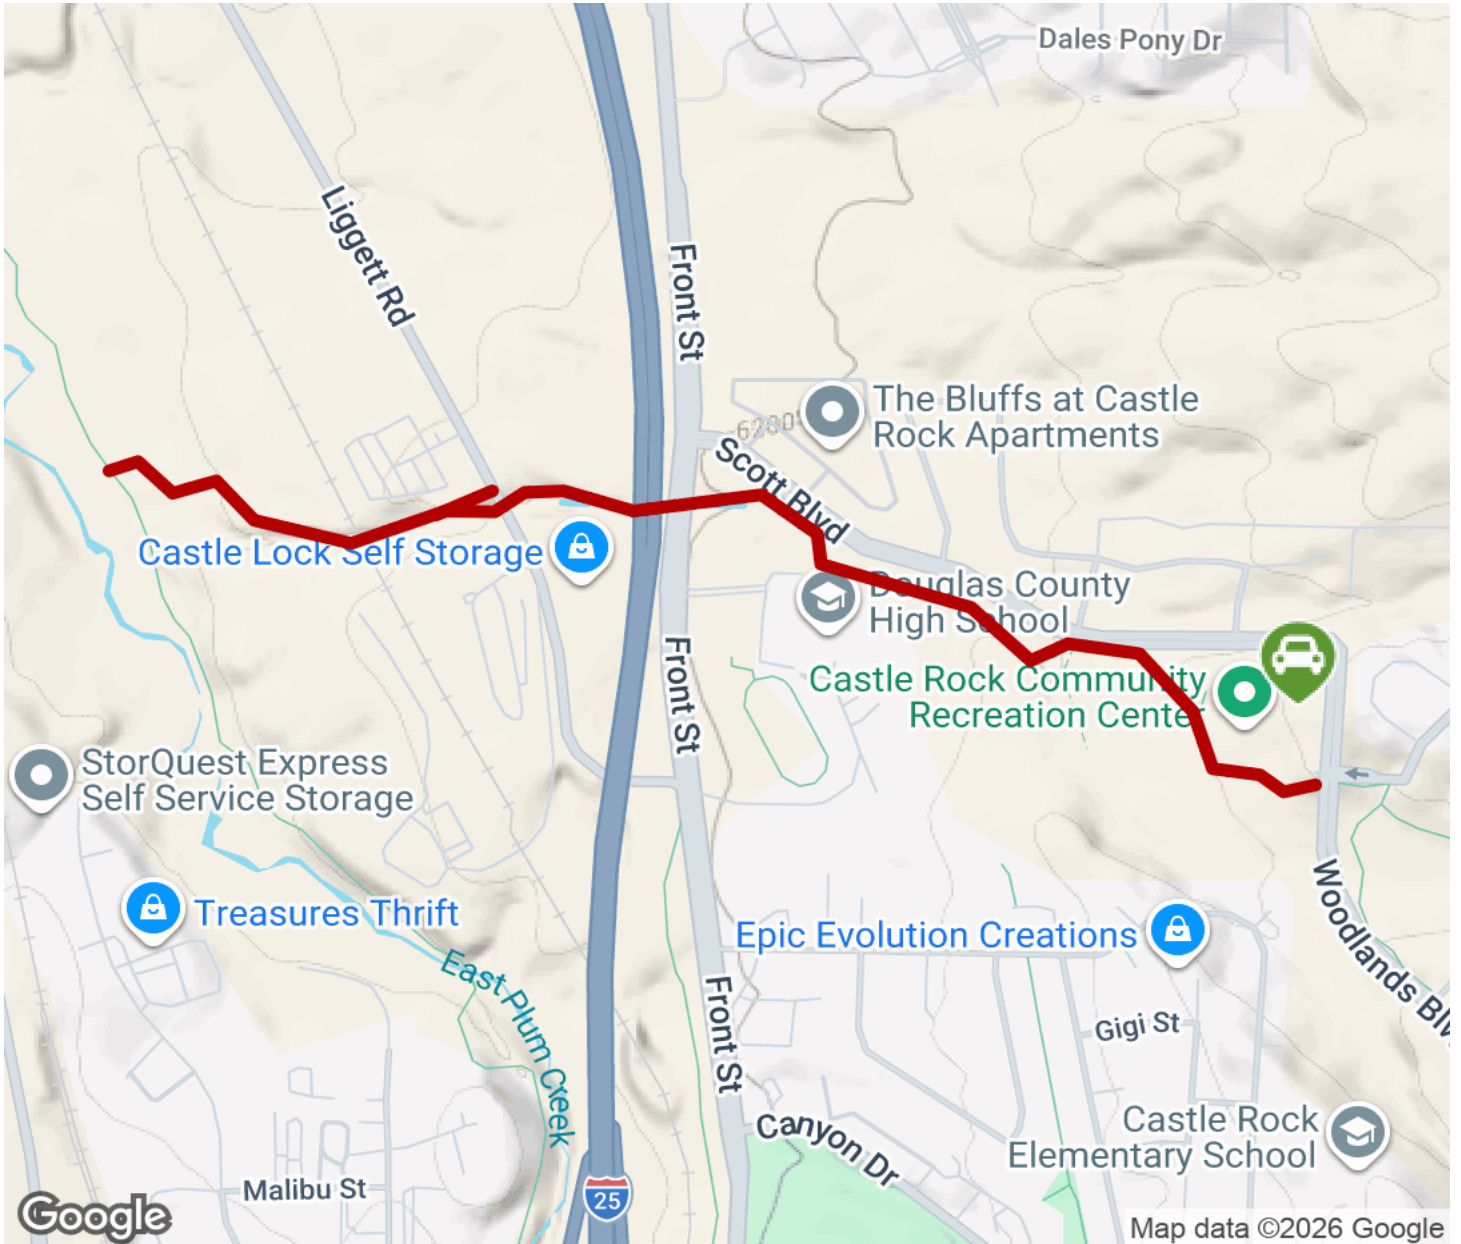 Dales Pony Dr
Liggett Rd
Front St
The Bluffs at Castle
Rock Apartments
6200'
Scott Blvd
Castle Lock Self Storage
Douglas County
High School
Front St
Castle Rock Community
Recreation Center
StorQuest Express
Self Service Storage
Treasures Thrift
Epic Evolution Creations
Woodlands Blv
East Plum Creek
Front St
Gigi St
Canyon Dr
Castle Rock
Elementary School
Malibu St
25
Google
Map data ©2026 Google